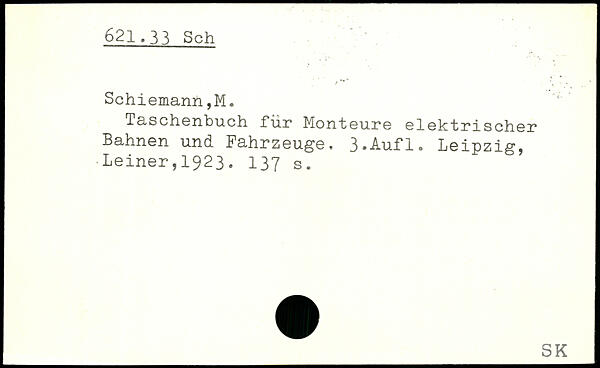 621.33 Sch
Schiemann,M.
Taschenbuch für Monteure elektrischer
Bahnen und Fahrzeuge. 3.Aufl. Leipzig,
Leiner,1923. 137 s.
SK